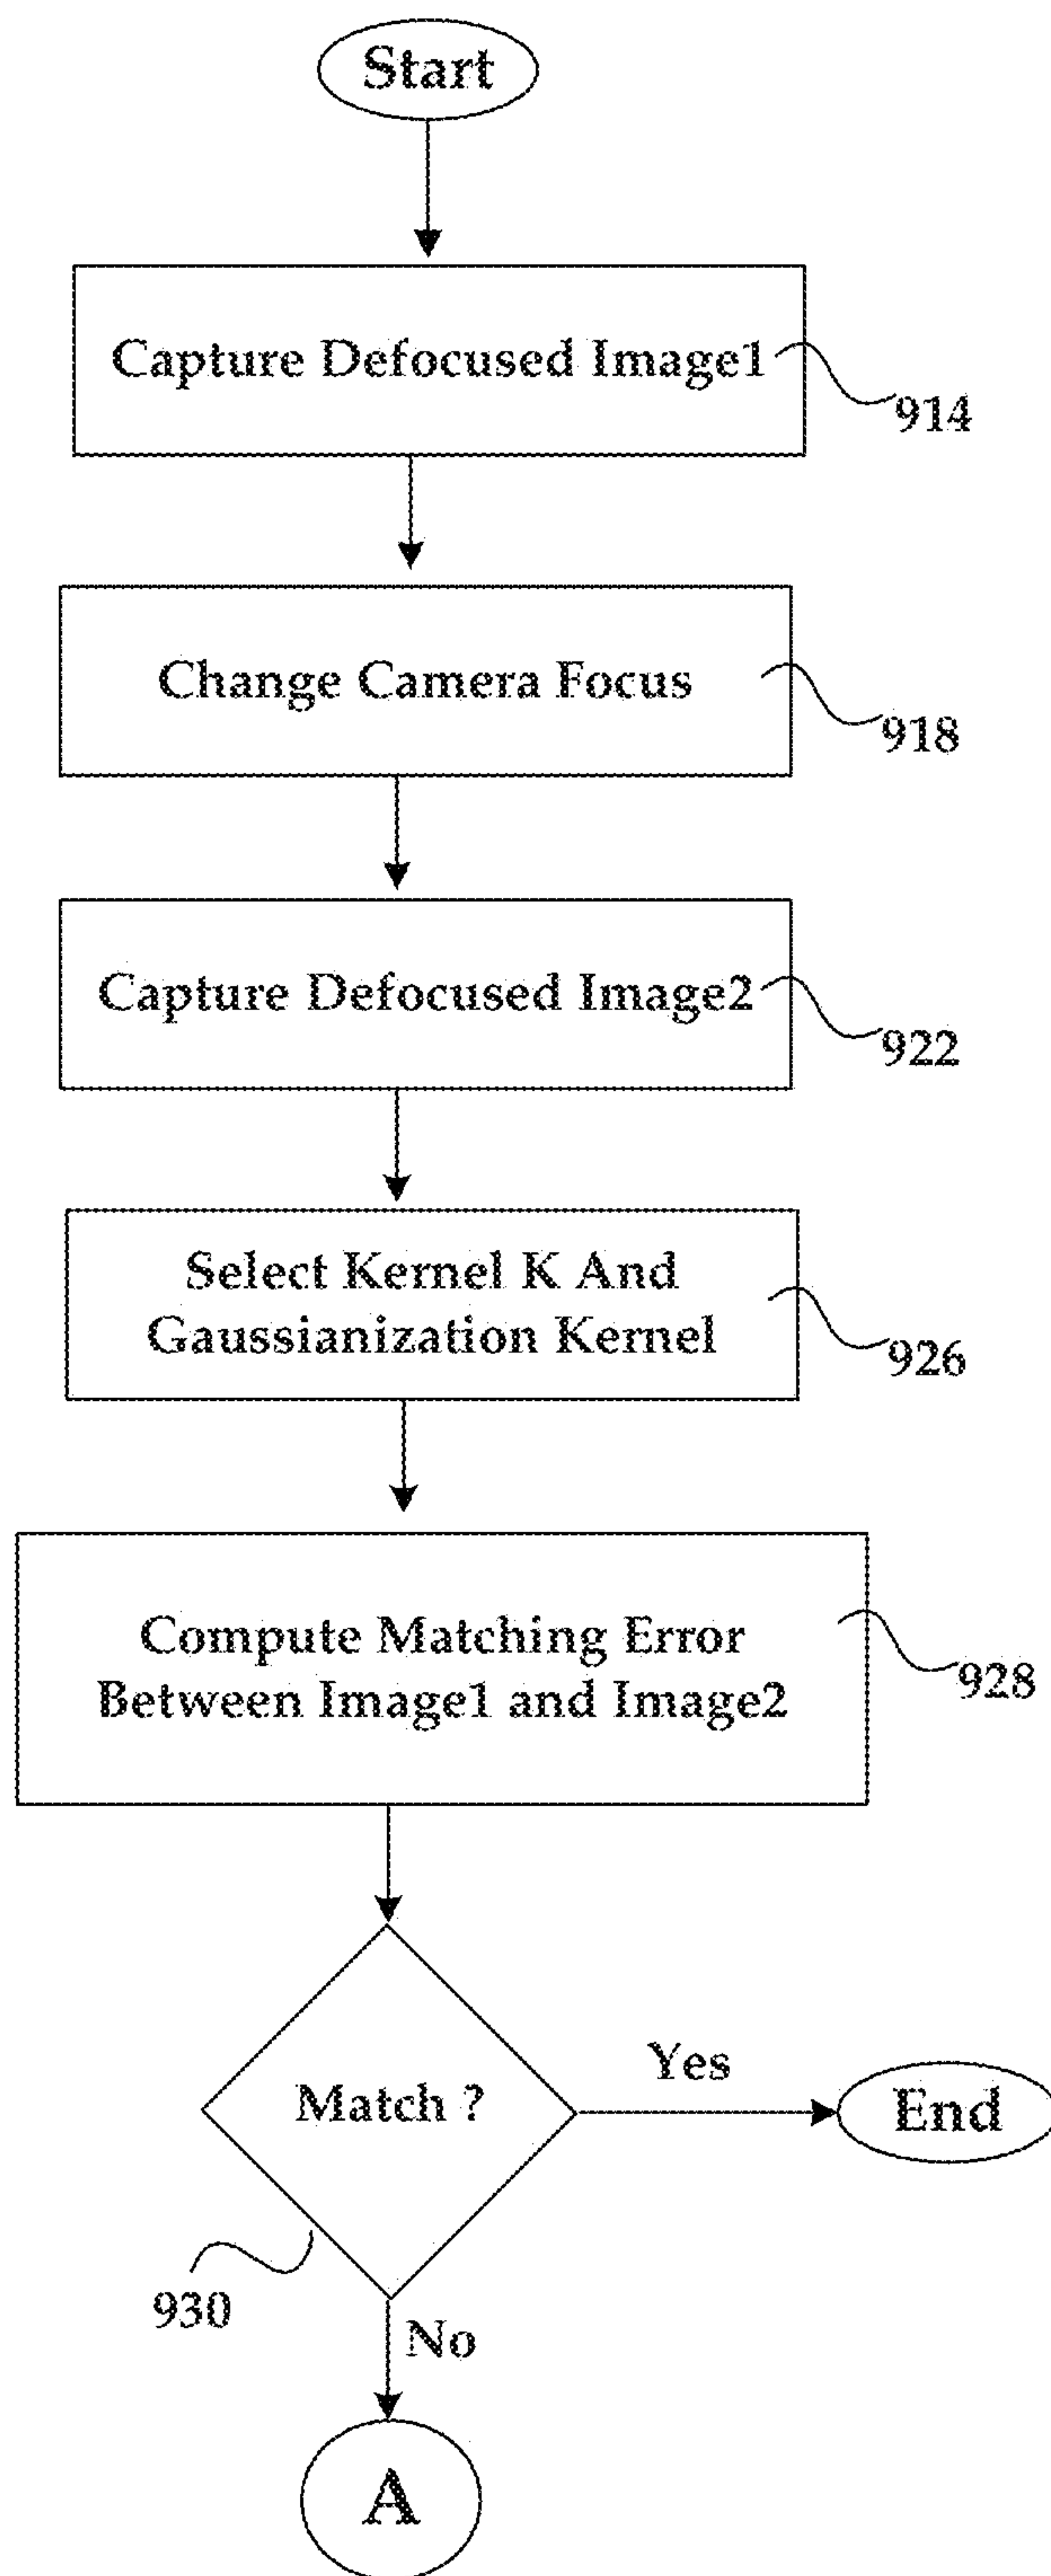 Start
Capture Defocused Image1
914
Change Camera Focus
918
Capture Defocused Image2
922
Select Kernel K And
Gaussianization Kernel
926
Compute Matching Error
Between Image1 and Image2
928
Match ?
Yes
End
930
No
A